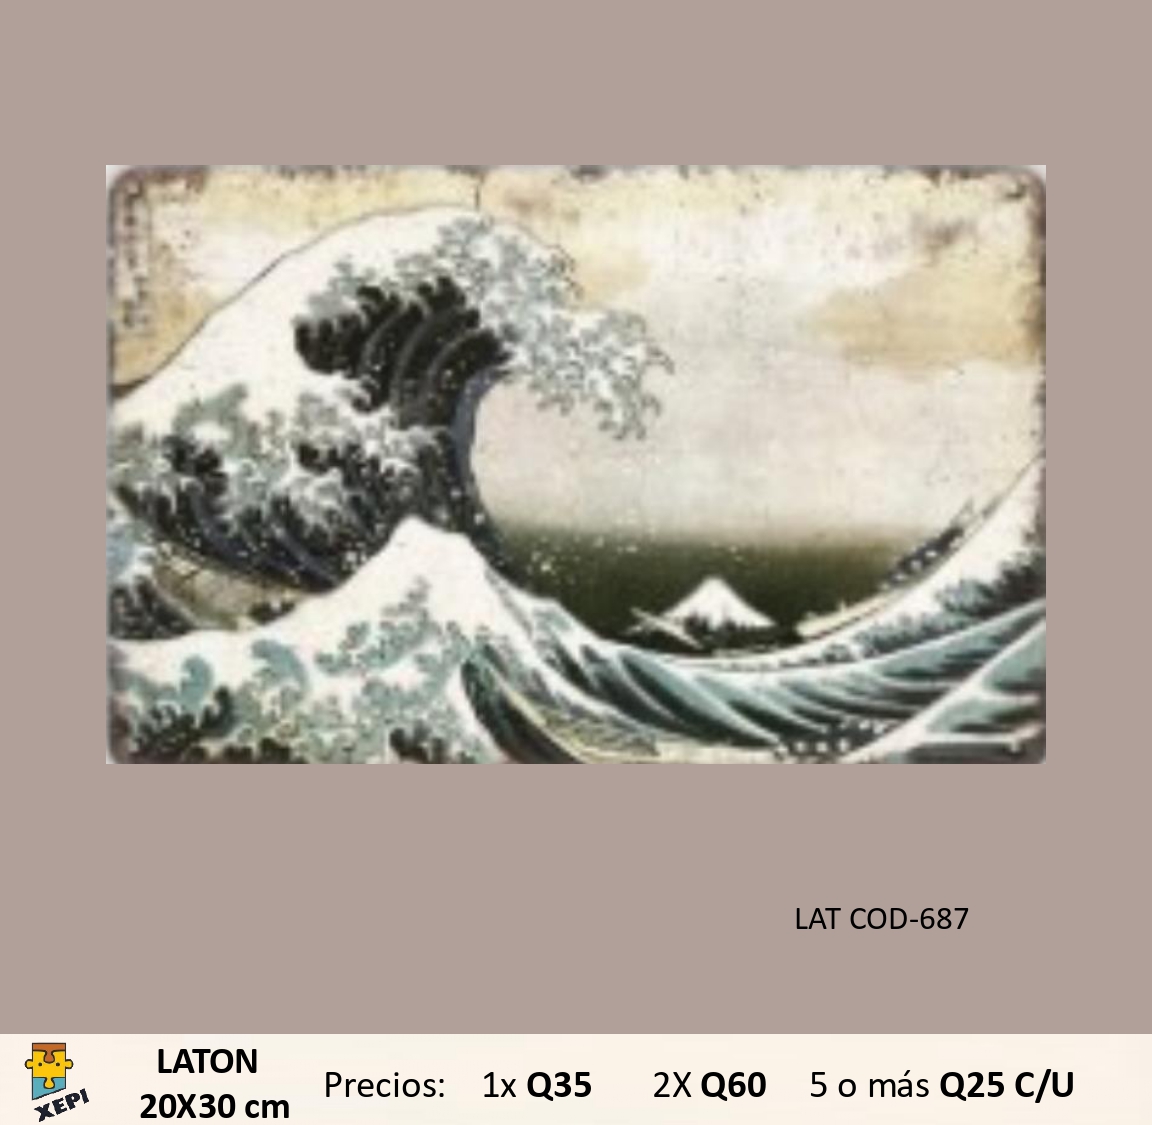 LAT COD-687
LATON
20X30 cm
Precios: 1x Q35 2X Q60 5 o más Q25 C/U
XEPI